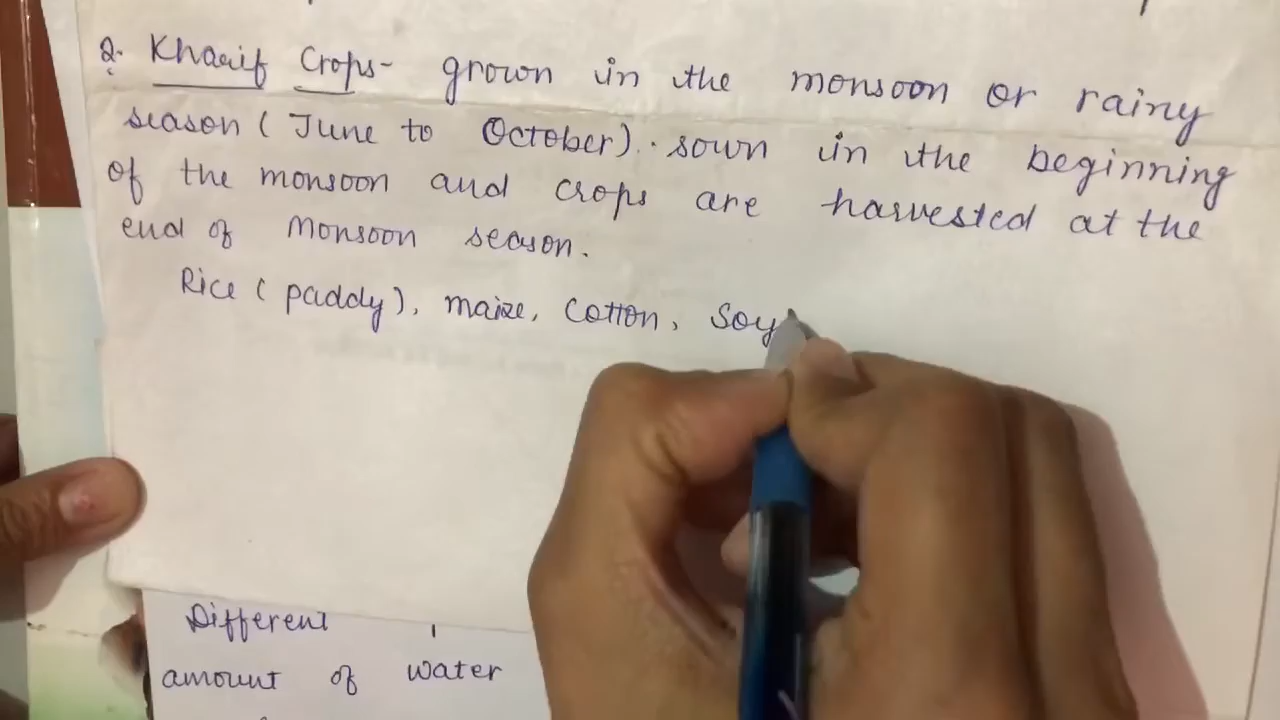 2. Kharif Crops- grown in the monsoon or rainy
season ( June to October). sown in the beginning
of the monsoon and crops are harvested at the
end of Monsoon season.
Rice ( paddy), maize, Cotton, Soy
Different
amount of water